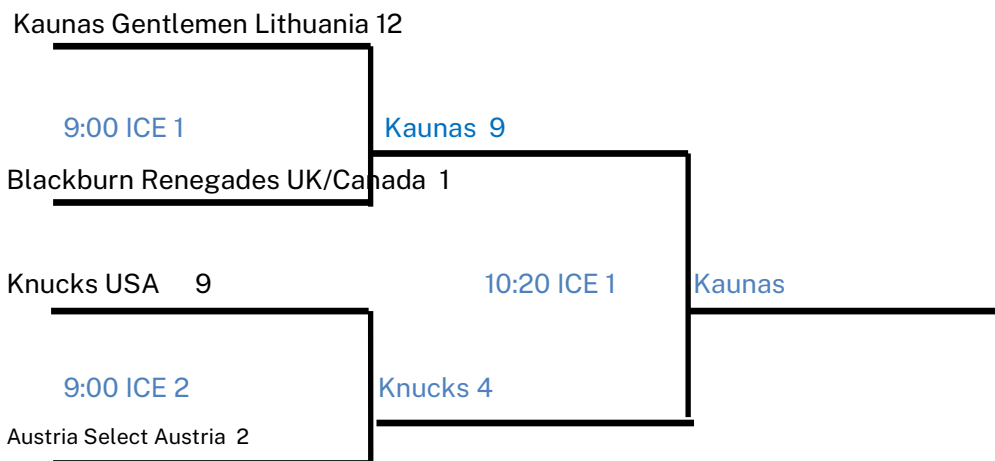 Kaunas Gentlemen Lithuania 12
9:00 ICE 1
Kaunas 9
Blackburn Renegades UK/Canada 1
Knucks USA 9
10:20 ICE 1
Kaunas
9:00 ICE 2
Knucks 4
Austria Select Austria 2